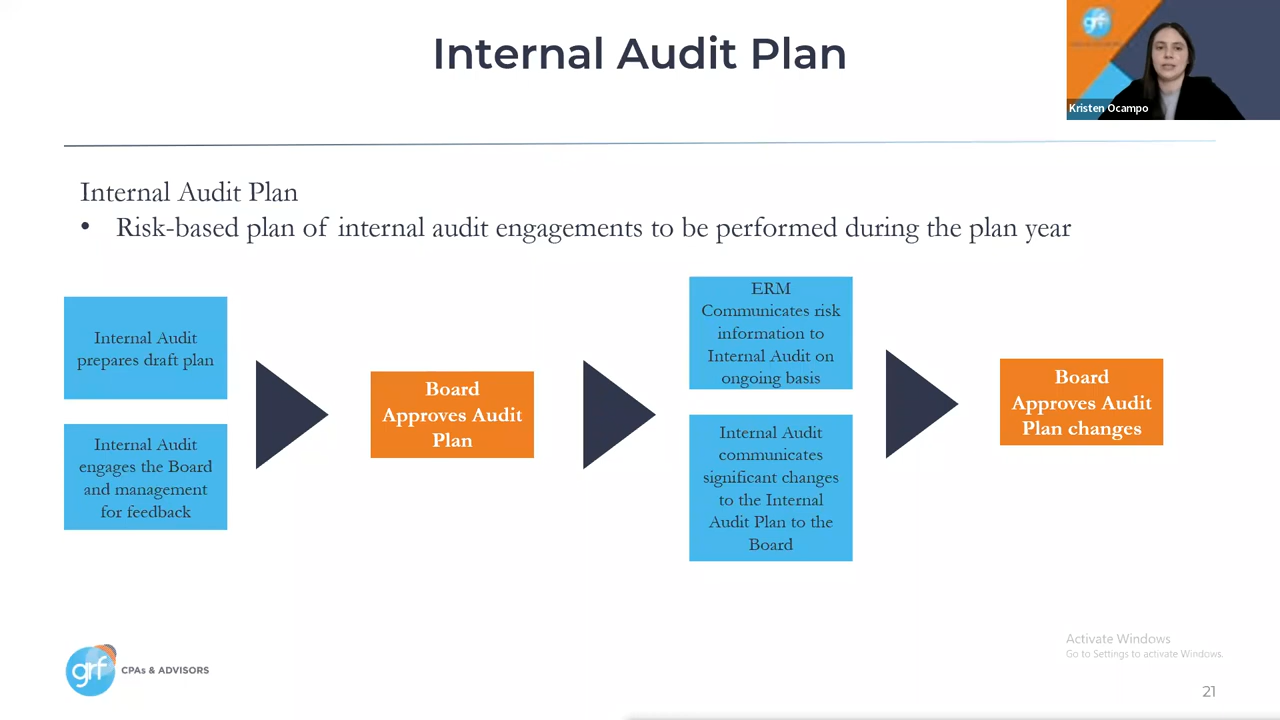 Internal Audit Plan
grf
Kristen Ocampo
Internal Audit Plan
• Risk-based plan of internal audit engagements to be performed during the plan year
Internal Audit
prepares draft plan
Internal Audit
engages the Board
and management
for feedback
Board
Approves Audit
Plan
ERM
Communicates risk
information to
Internal Audit on
ongoing basis
Internal Audit
communicates
significant changes
to the Internal
Audit Plan to the
Board
Board
Approves Audit
Plan changes
grf
CPAs & ADVISORS
Activate Windows
Go to Settings to activate Windows.
21